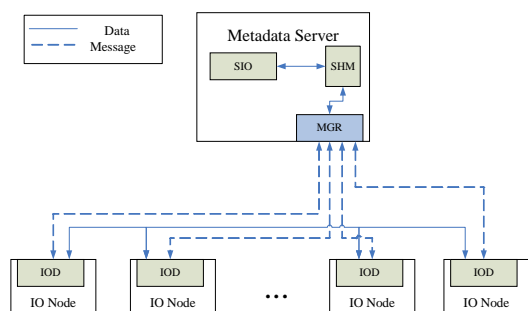 Data
Message
Metadata Server
SIO
SHM
MGR
IOD IOD IOD IOD
IO Node IO Node ... IO Node IO Node